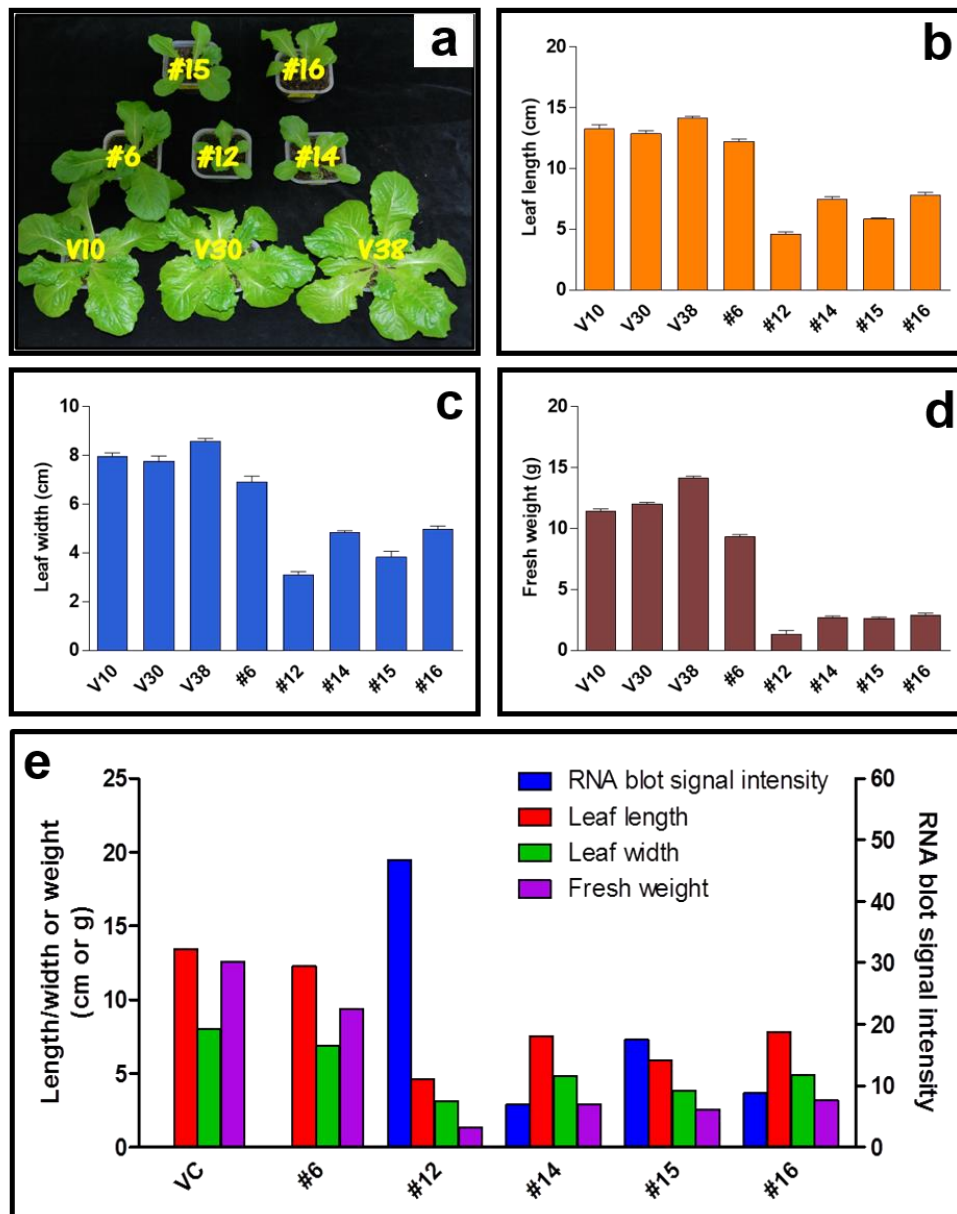 a
#15
#16
#6
#12
#14
V10
V30
V38
b
Leaf length (cm)
20
15
10
5
0
V10
V30
V38
#6
#12
#14
#15
#16
c
Leaf width (cm)
10
8
6
4
2
0
V10
V30
V38
#6
#12
#14
#15
#16
d
Fresh weight (g)
20
15
10
5
0
V10
V30
V38
#6
#12
#14
#15
#16
e
Length/width or weight
(cm or g)
25
20
15
10
5
0
RNA blot signal intensity
Leaf length
Leaf width
Fresh weight
60
50
40
30
20
10
0
RNA blot
signal intensity
VC
#6
#12
#14
#15
#16